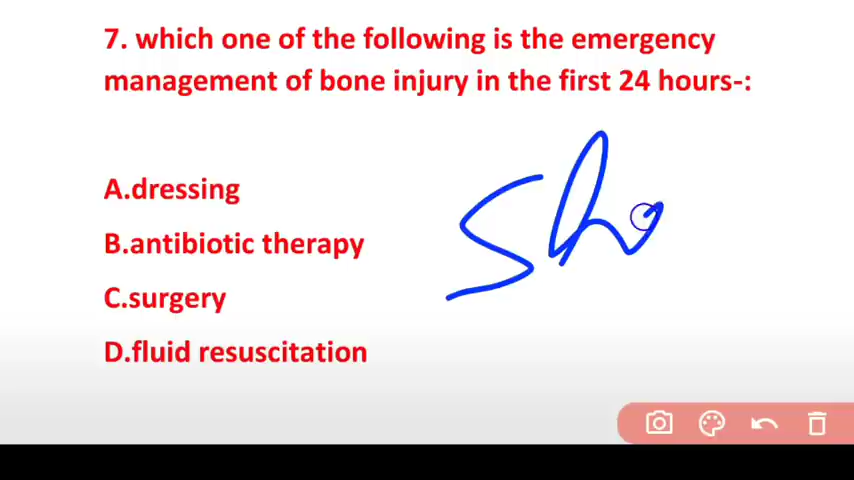 7. which one of the following is the emergency
management of bone injury in the first 24 hours-:
A.dressing
B.antibiotic therapy
C.surgery
D.fluid resuscitation